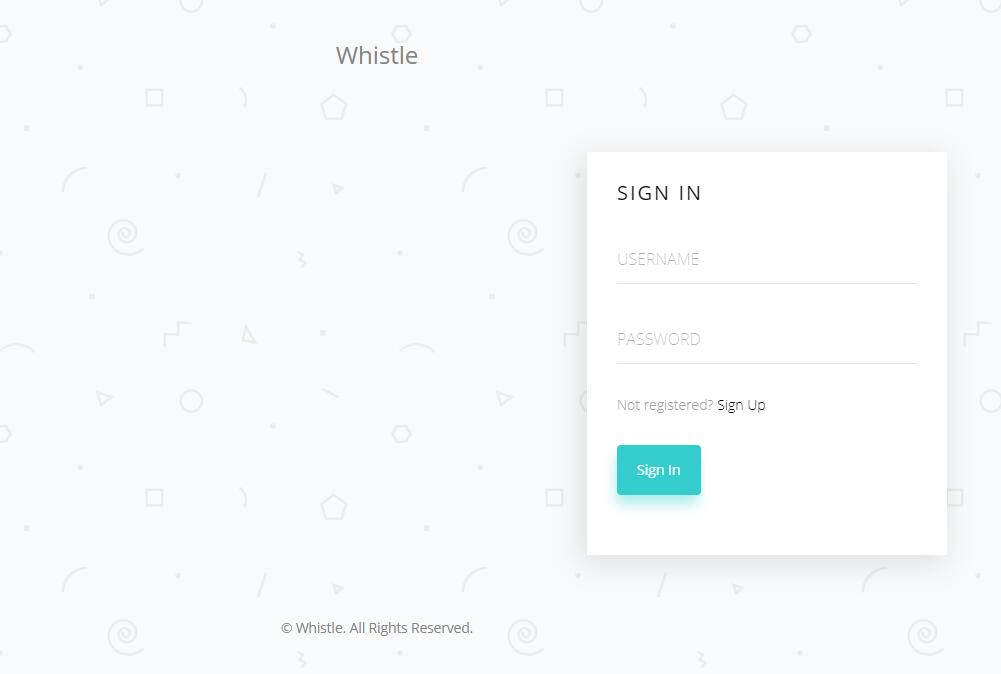 Whistle
SIGN IN
USERNAME
PASSWORD
Not registered? Sign Up
Sign In
© Whistle. All Rights Reserved.